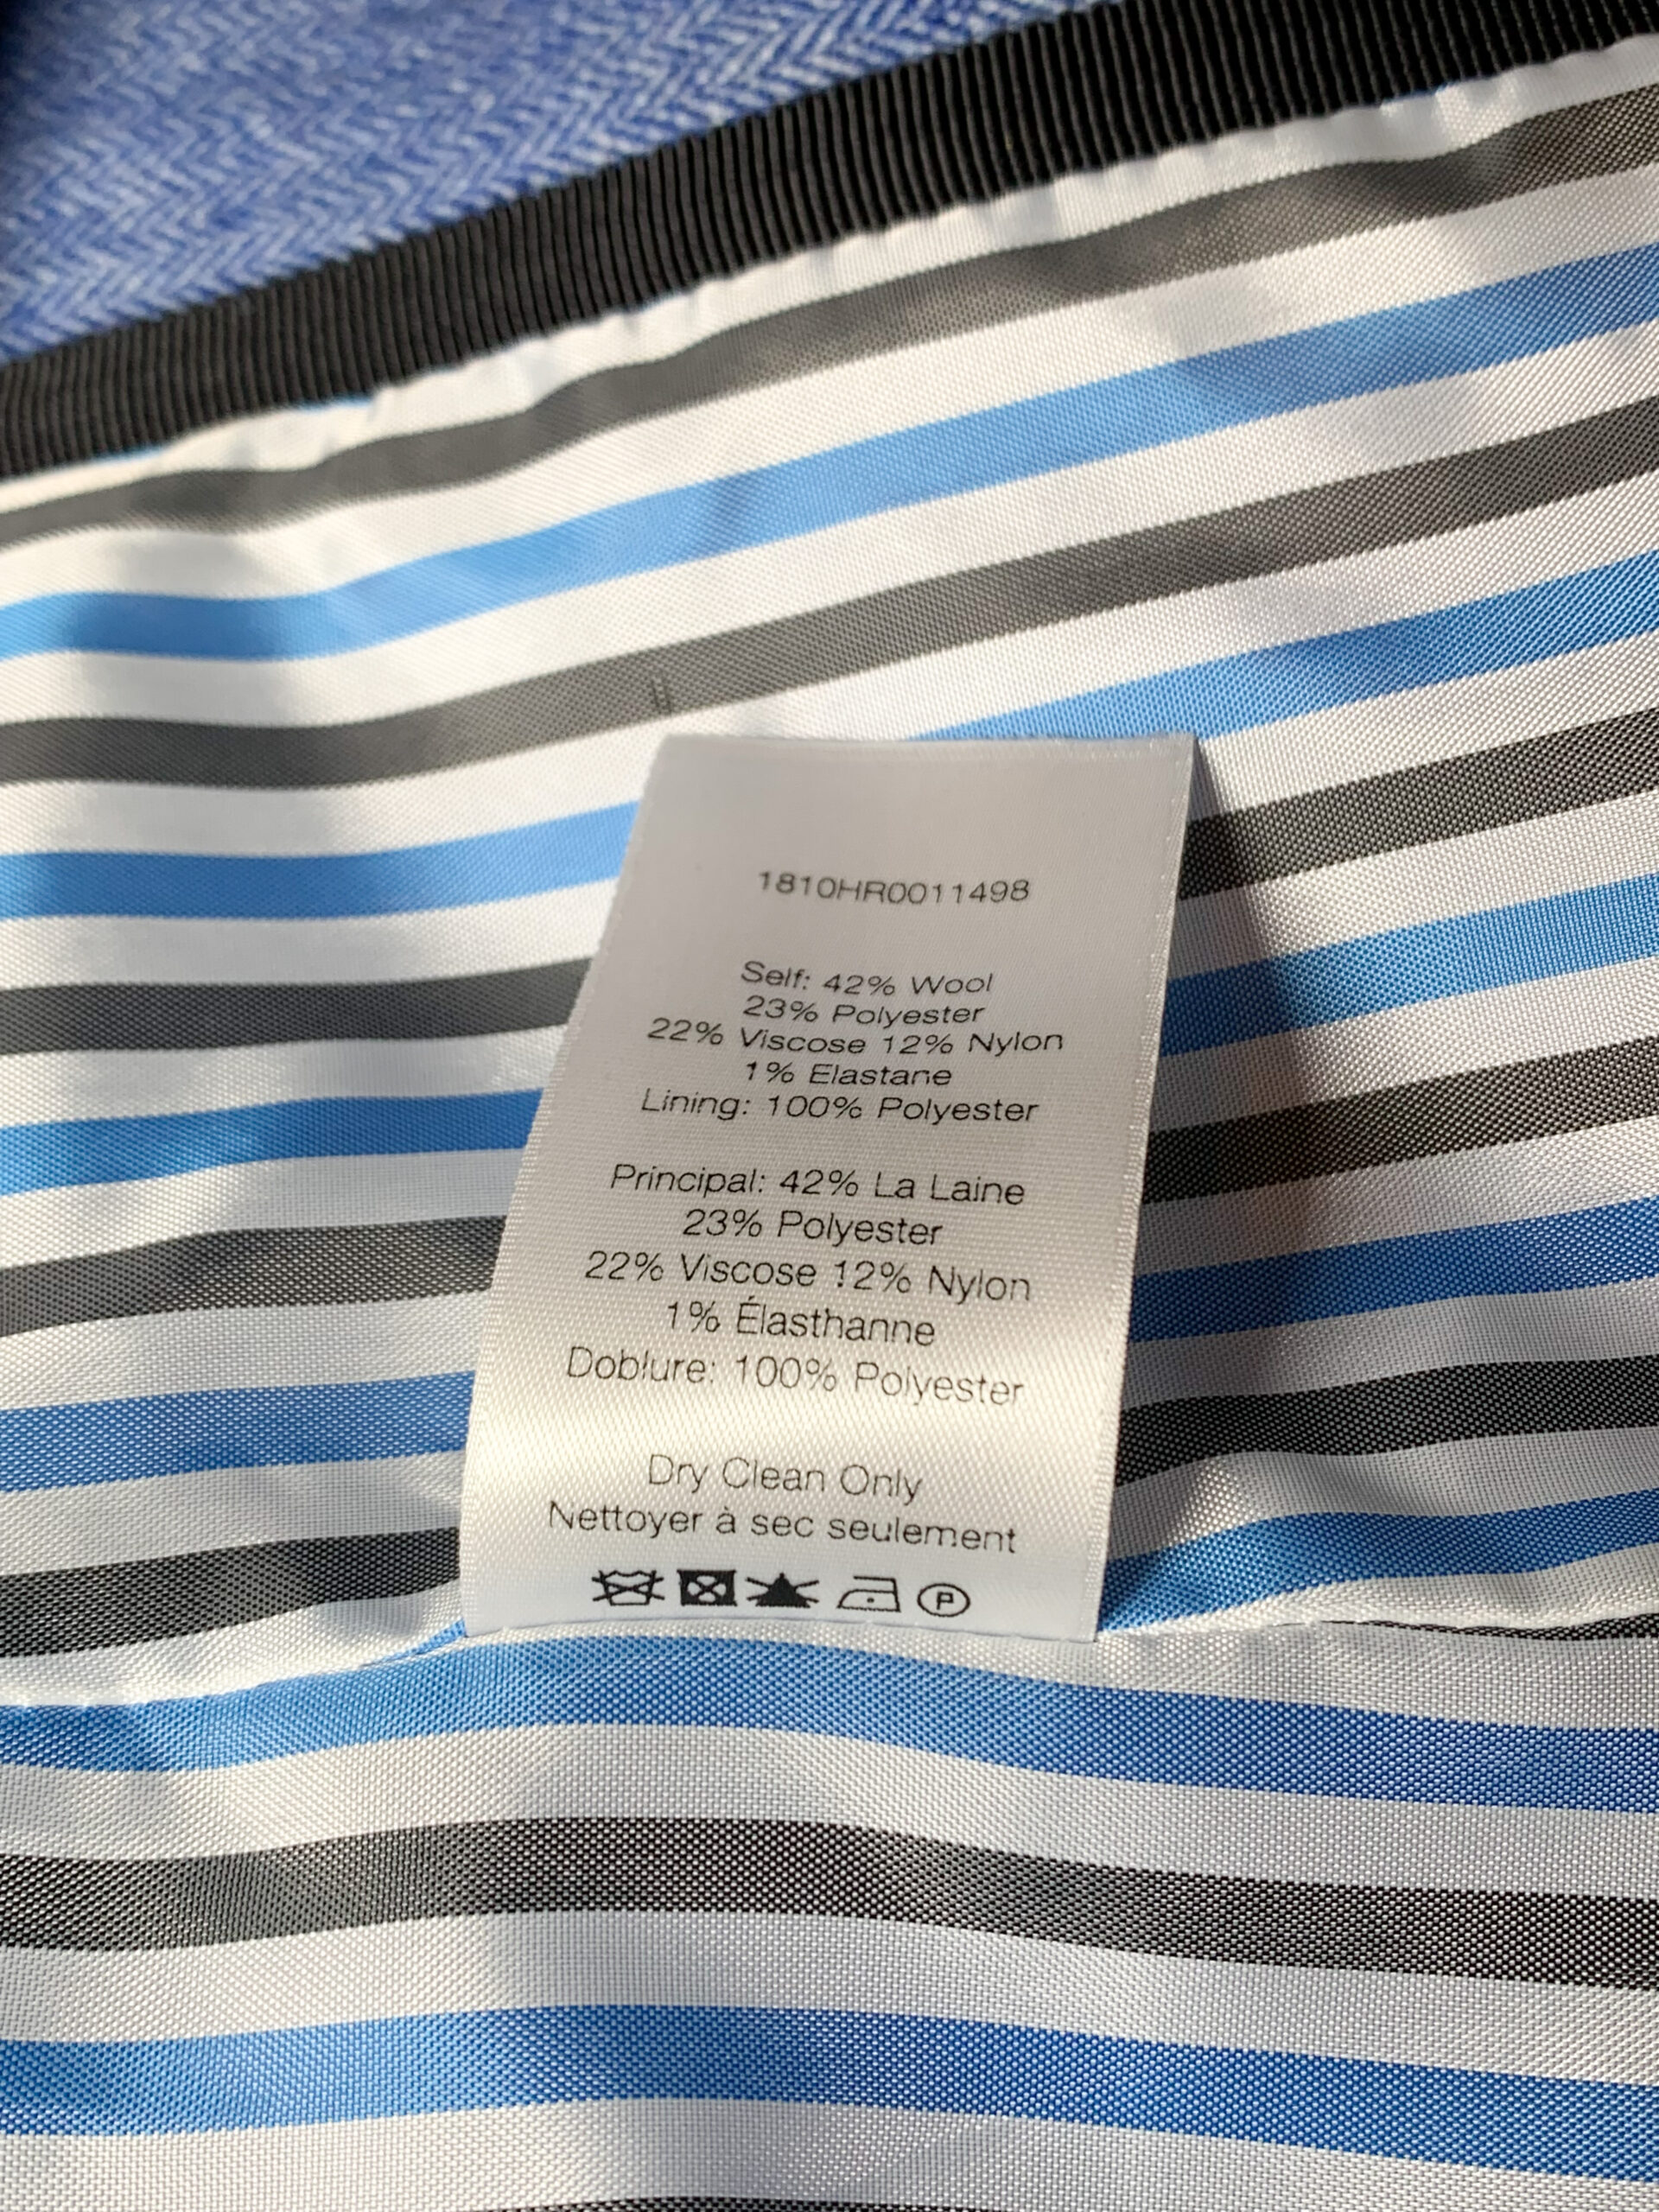 1810HR0011498
Self: 42% Wool
23% Polyester
22% Viscose 12% Nylon
1% Elastane
Lining: 100% Polyester
Principal: 42% La Laine
23% Polyester
22% Viscose 12% Nylon
1% Élasthanne
Doblure: 100% Polyester
Dry Clean Only
Nettoyer à sec seulement
P